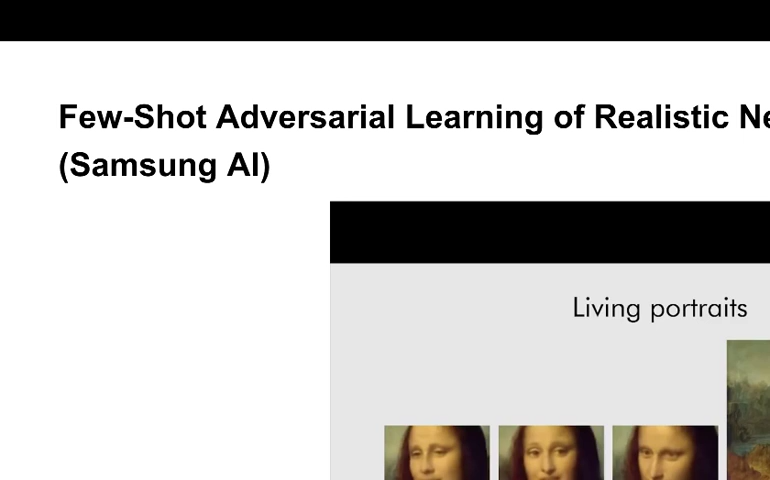 Few-Shot Adversarial Learning of Realistic Ne
(Samsung AI)
Living portraits